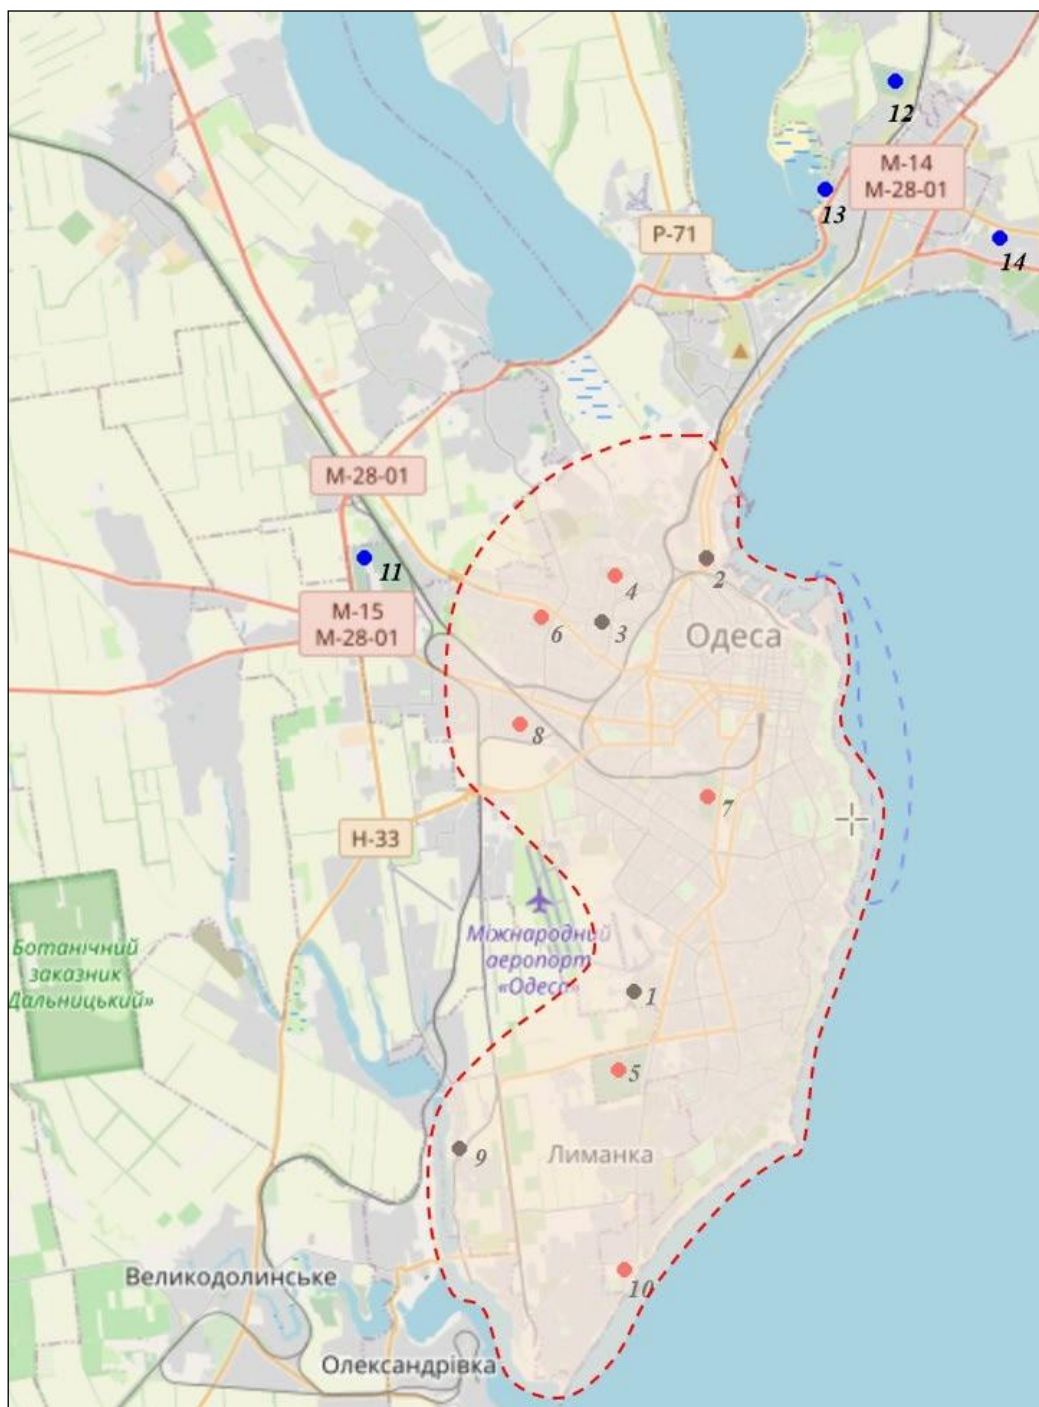 12
М-14
М-28-01
13
Р-71
14
М-28-01
11
2
4
М-15
М-28-01
6
3
Одеса
8
7
Н-33
Міжнародний
аеропорт
«Одеса»
Ботанічний
заказник
Дальницький»
1
5
9
Лиманка
10
Великодолинське
Олександрівка